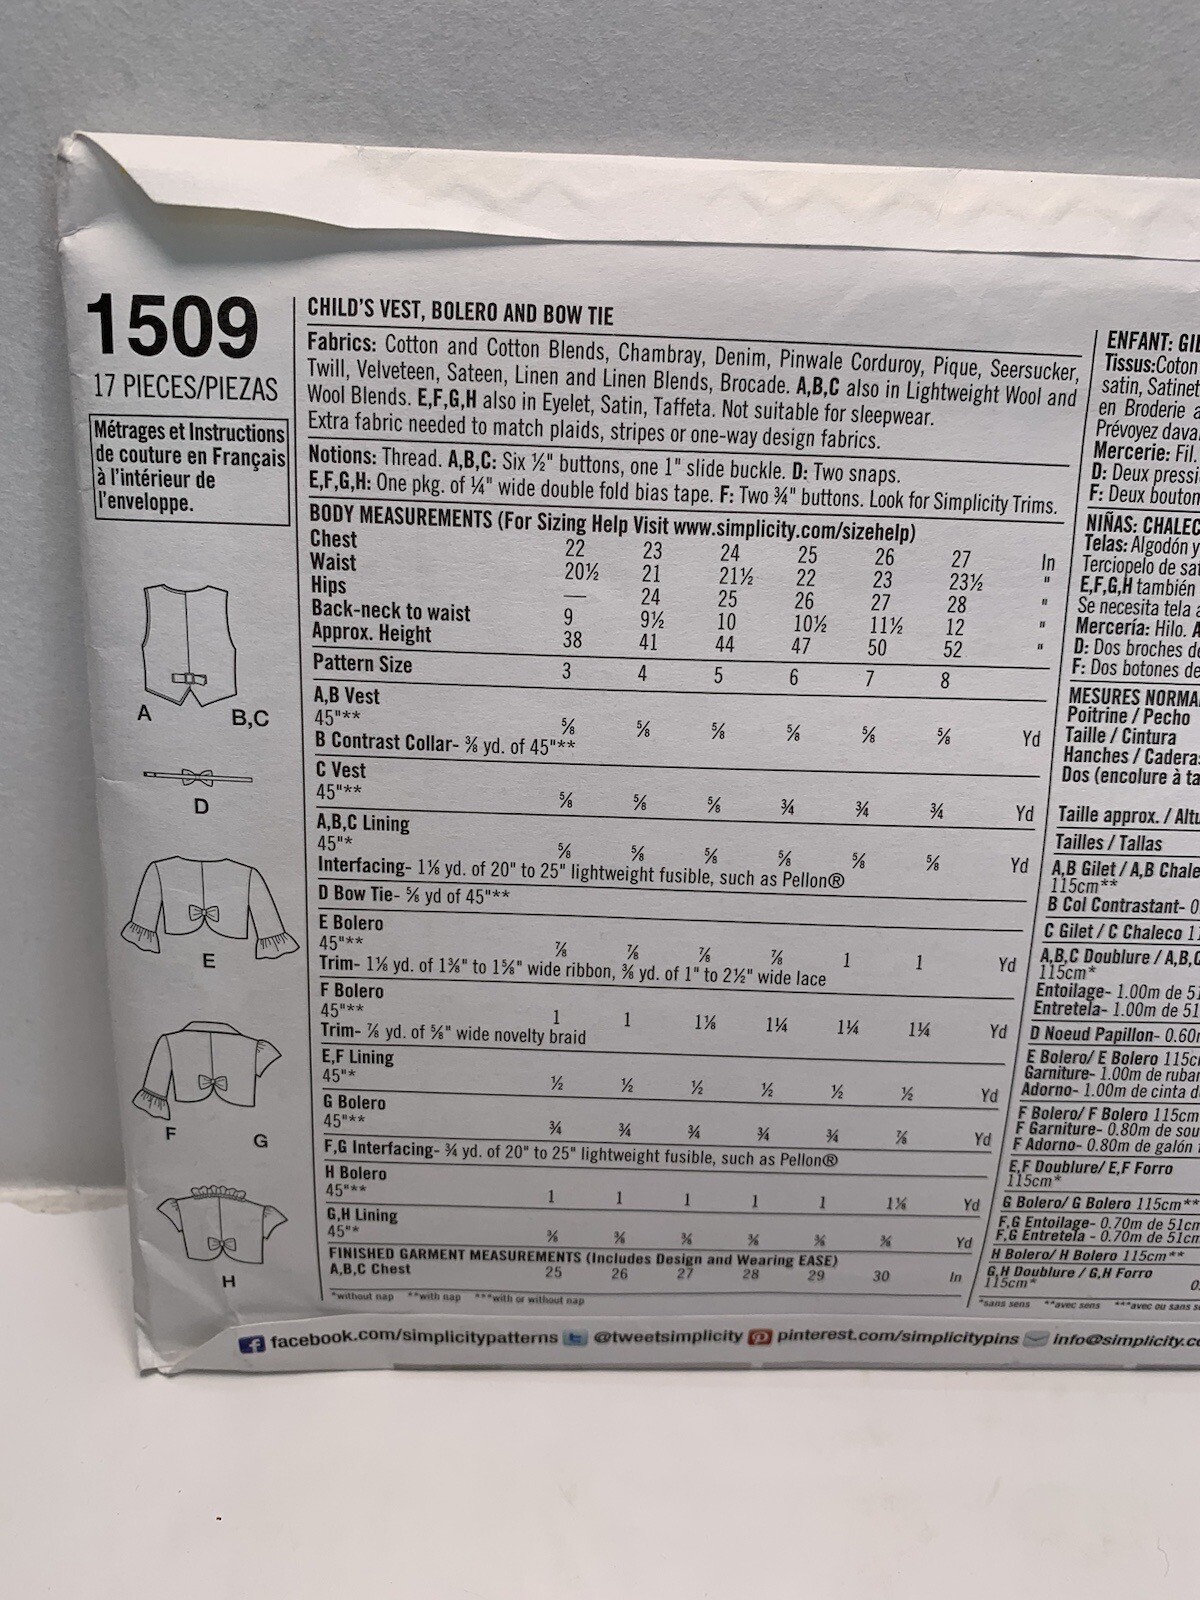 1509
17 PIECES/PIEZAS
Métrages et Instructions
de couture en Français
à l'intérieur de
l'enveloppe.
A
B,C
D
E
F
G
H
CHILD'S VEST, BOLERO AND BOW TIE
Fabrics: Cotton and Cotton Blends, Chambray, Denim, Pinwale Corduroy, Pique, Seersucker,
Twill, Velveteen, Sateen, Linen and Linen Blends, Brocade. A,B,C also in Lightweight Wool and
Wool Blends. E,F,G,H also in Eyelet, Satin, Taffeta. Not suitable for sleepwear.
Extra fabric needed to match plaids, stripes or one-way design fabrics.
Notions: Thread. A,B,C: Six ½" buttons, one 1" slide buckle. D: Two snaps.
E,F,G,H: One pkg. of ¼" wide double fold bias tape. F: Two ¾" buttons. Look for Simplicity Trims.
BODY MEASUREMENTS (For Sizing Help Visit www.simplicity.com/sizehelp)
Chest 22 23 24 25 26 27 In
Waist 20½ 21 21½ 22 23 23½ "
Hips — 24 25 26 27 28 "
Back-neck to waist 9 9½ 10 10½ 11½ 12 "
Approx. Height 38 41 44 47 50 52 "
Pattern Size 3 4 5 6 7 8
A,B Vest
45"** ⅝ ⅝ ⅝ ⅝ ⅝ ⅝ Yd
B Contrast Collar- ⅜ yd. of 45"**
C Vest
45"** ⅝ ⅝ ⅝ ¾ ¾ ¾ Yd
A,B,C Lining
45"* ⅝ ⅝ ⅝ ⅝ ⅝ ⅝ Yd
Interfacing- 1⅛ yd. of 20" to 25" lightweight fusible, such as Pellon®
D Bow Tie- ⅝ yd of 45"**
E Bolero
45"** ⅞ ⅞ ⅞ ⅞ 1 1 Yd
Trim- 1⅛ yd. of 1⅜" to 1⅝" wide ribbon, ⅜ yd. of 1" to 2½" wide lace
F Bolero
45"** 1 1 1⅛ 1¼ 1¼ 1¼ Yd
Trim- ⅞ yd. of ⅝" wide novelty braid
E,F Lining
45"* ½ ½ ½ ½ ½ ½ Yd
G Bolero
45"** ¾ ¾ ¾ ¾ ¾ ⅞ Yd
F,G Interfacing- ¾ yd. of 20" to 25" lightweight fusible, such as Pellon®
H Bolero
45"** 1 1 1 1 1 1⅛ Yd
G,H Lining
45"* ⅜ ⅜ ⅜ ⅜ ⅜ ⅜ Yd
FINISHED GARMENT MEASUREMENTS (Includes Design and Wearing EASE)
A,B,C Chest 25 26 27 28 29 30 In
*without nap **with nap ***with or without nap
ENFANT: GIL
Tissus:Coton
satin, Satinet
en Broderie a
Prévoyez dava
Mercerie: Fil.
D: Deux pressi
F: Deux bouton
NIÑAS: CHALEC
Telas: Algodón y
Terciopelo de sat
E,F,G,H también
Se necesita tela a
Mercería: Hilo. A
D: Dos broches de
F: Dos botones de
MESURES NORMA
Poitrine / Pecho
Taille / Cintura
Hanches / Caderas
Dos (encolure à ta
Taille approx. / Altu
Tailles / Tallas
A,B Gilet / A,B Chale
115cm**
B Col Contrastant- 0
C Gilet / C Chaleco 11
A,B,C Doublure / A,B,C
115cm*
Entoilage- 1.00m de 51
Entretela- 1.00m de 51
D Noeud Papillon- 0.60m
E Bolero/ E Bolero 115cm
Garniture- 1.00m de ruban
Adorno- 1.00m de cinta d
F Bolero/ F Bolero 115cm
F Garniture- 0.80m de sou
F Adorno- 0.80m de galón
E,F Doublure/ E,F Forro
115cm*
G Bolero/ G Bolero 115cm**
F,G Entoilage- 0.70m de 51cm
F,G Entretela - 0.70m de 51cm
H Bolero/ H Bolero 115cm**
G,H Doublure / G,H Forro
115cm* 0
*sans sens **avec sens ***avec ou sans s
facebook.com/simplicitypatterns @tweetsimplicity pinterest.com/simplicitypins info@simplicity.co